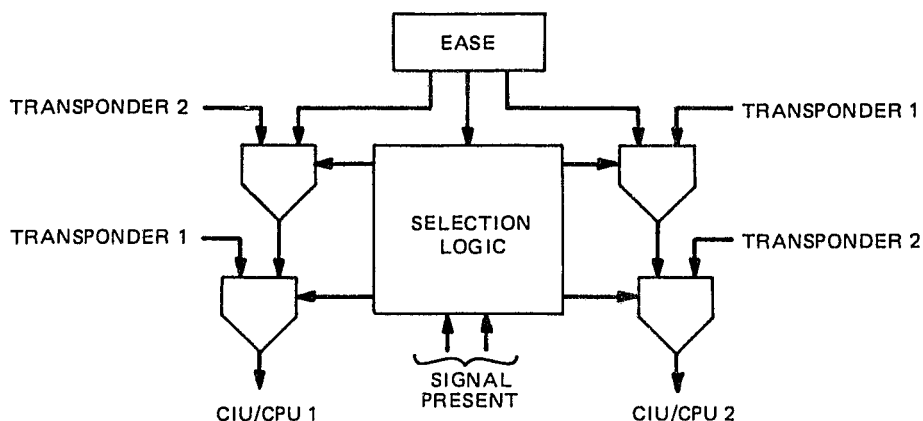 EASE
TRANSPONDER 2
TRANSPONDER 1
SELECTION
LOGIC
TRANSPONDER 1
TRANSPONDER 2
SIGNAL
PRESENT
CIU/CPU 1
CIU/CPU 2